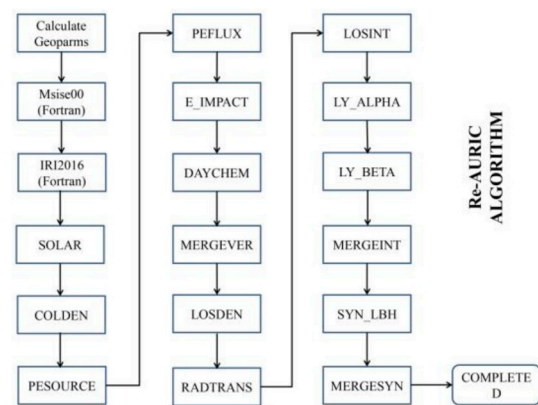 Calculate
Geoparms
Msise00
(Fortran)
IRI2016
(Fortran)
SOLAR
COLDEN
PESOURCE
PEFLUX
E_IMPACT
DAYCHEM
MERGEVER
LOSDEN
RADTRANS
LOSINT
LY_ALPHA
LY_BETA
MERGEINT
SYN_LBH
MERGESYN
COMPLETE
D
Re-AURIC
ALGORITHM